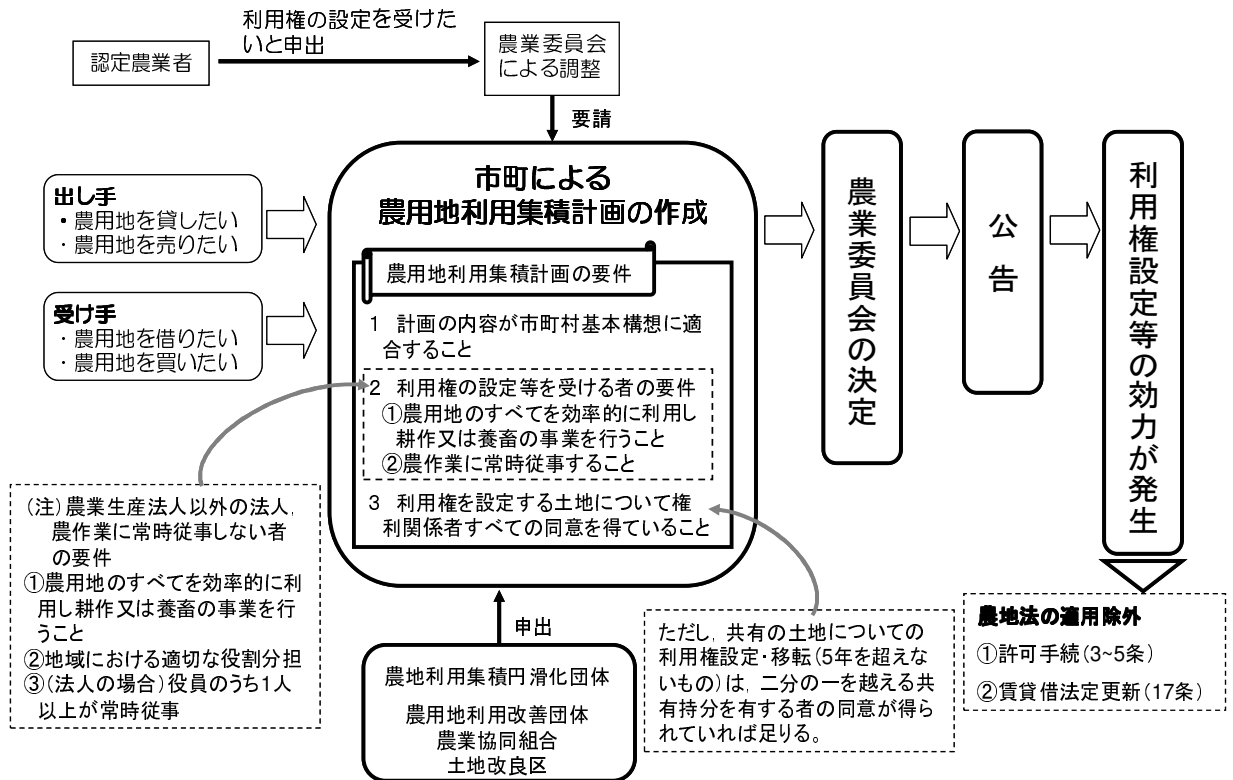 利用権の設定を受けた
いと申出
認定農業者
農業委員会
による調整
要請
出し手
・農用地を貸したい
・農用地を売りたい
受け手
・農用地を借りたい
・農用地を買いたい
市町による
農用地利用集積計画の作成
農用地利用集積計画の要件
1 計画の内容が市町村基本構想に適
合すること
2 利用権の設定等を受ける者の要件
①農用地のすべてを効率的に利用し
耕作又は養畜の事業を行うこと
②農作業に常時従事すること
3 利用権を設定する土地について権
利関係者すべての同意を得ていること
農業委員会の決定
公告
利用権設定等の効力が発生
(注)農業生産法人以外の法人,
農作業に常時従事しない者
の要件
①農用地のすべてを効率的に利
用し耕作又は養畜の事業を行
うこと
②地域における適切な役割分担
③(法人の場合)役員のうち1人
以上が常時従事
申出
農地利用集積円滑化団体
農用地利用改善団体
農業協同組合
土地改良区
ただし,共有の土地についての
利用権設定・移転(5年を超えな
いもの)は,二分の一を越える共
有持分を有する者の同意が得ら
れていれば足りる。
農地法の適用除外
①許可手続(3~5条)
②賃貸借法定更新(17条)